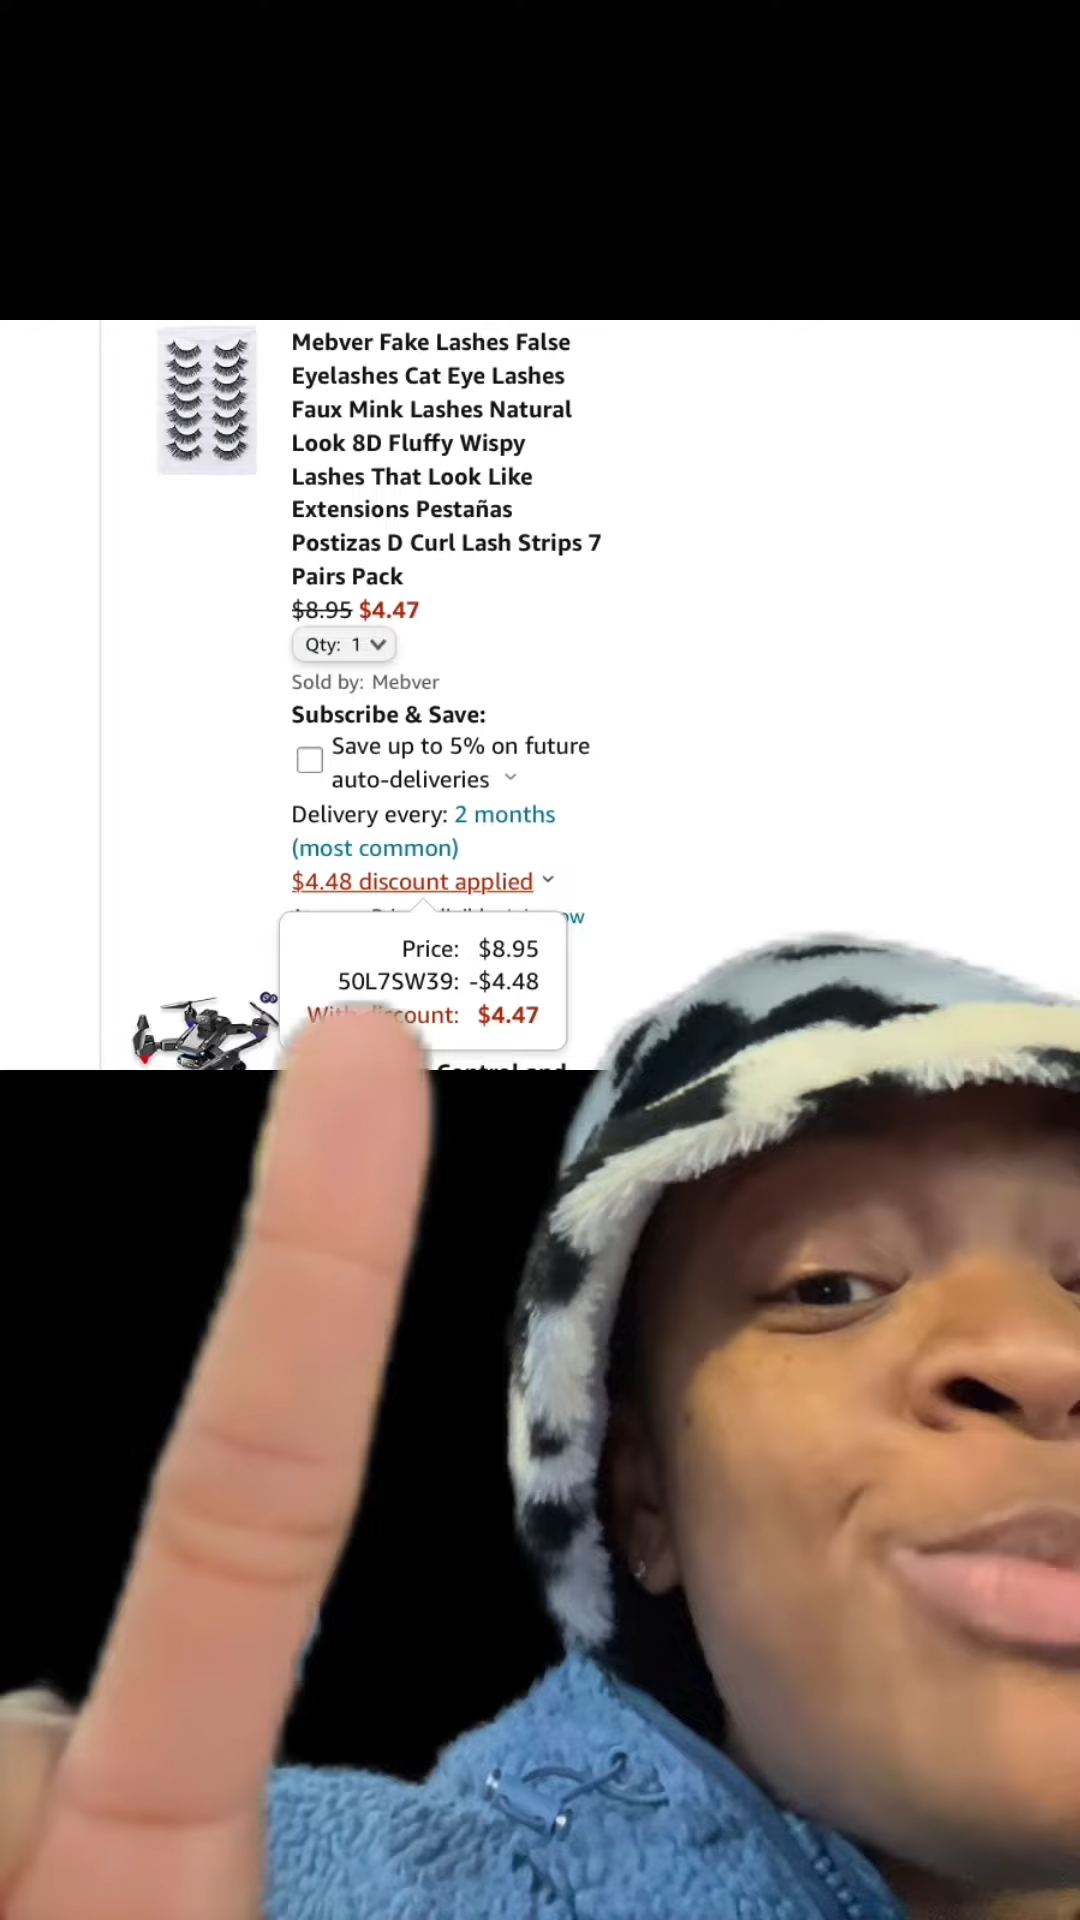 Mebver Fake Lashes False
Eyelashes Cat Eye Lashes
Faux Mink Lashes Natural
Look 8D Fluffy Wispy
Lashes That Look Like
Extensions Pestañas
Postizas D Curl Lash Strips 7
Pairs Pack
$8.95 $4.47
Qty: 1
Sold by: Mebver
Subscribe & Save:
Save up to 5% on future
auto-deliveries
Delivery every: 2 months
(most common)
$4.48 discount applied
Price: $8.95
50L7SW39: -$4.48
$4.47